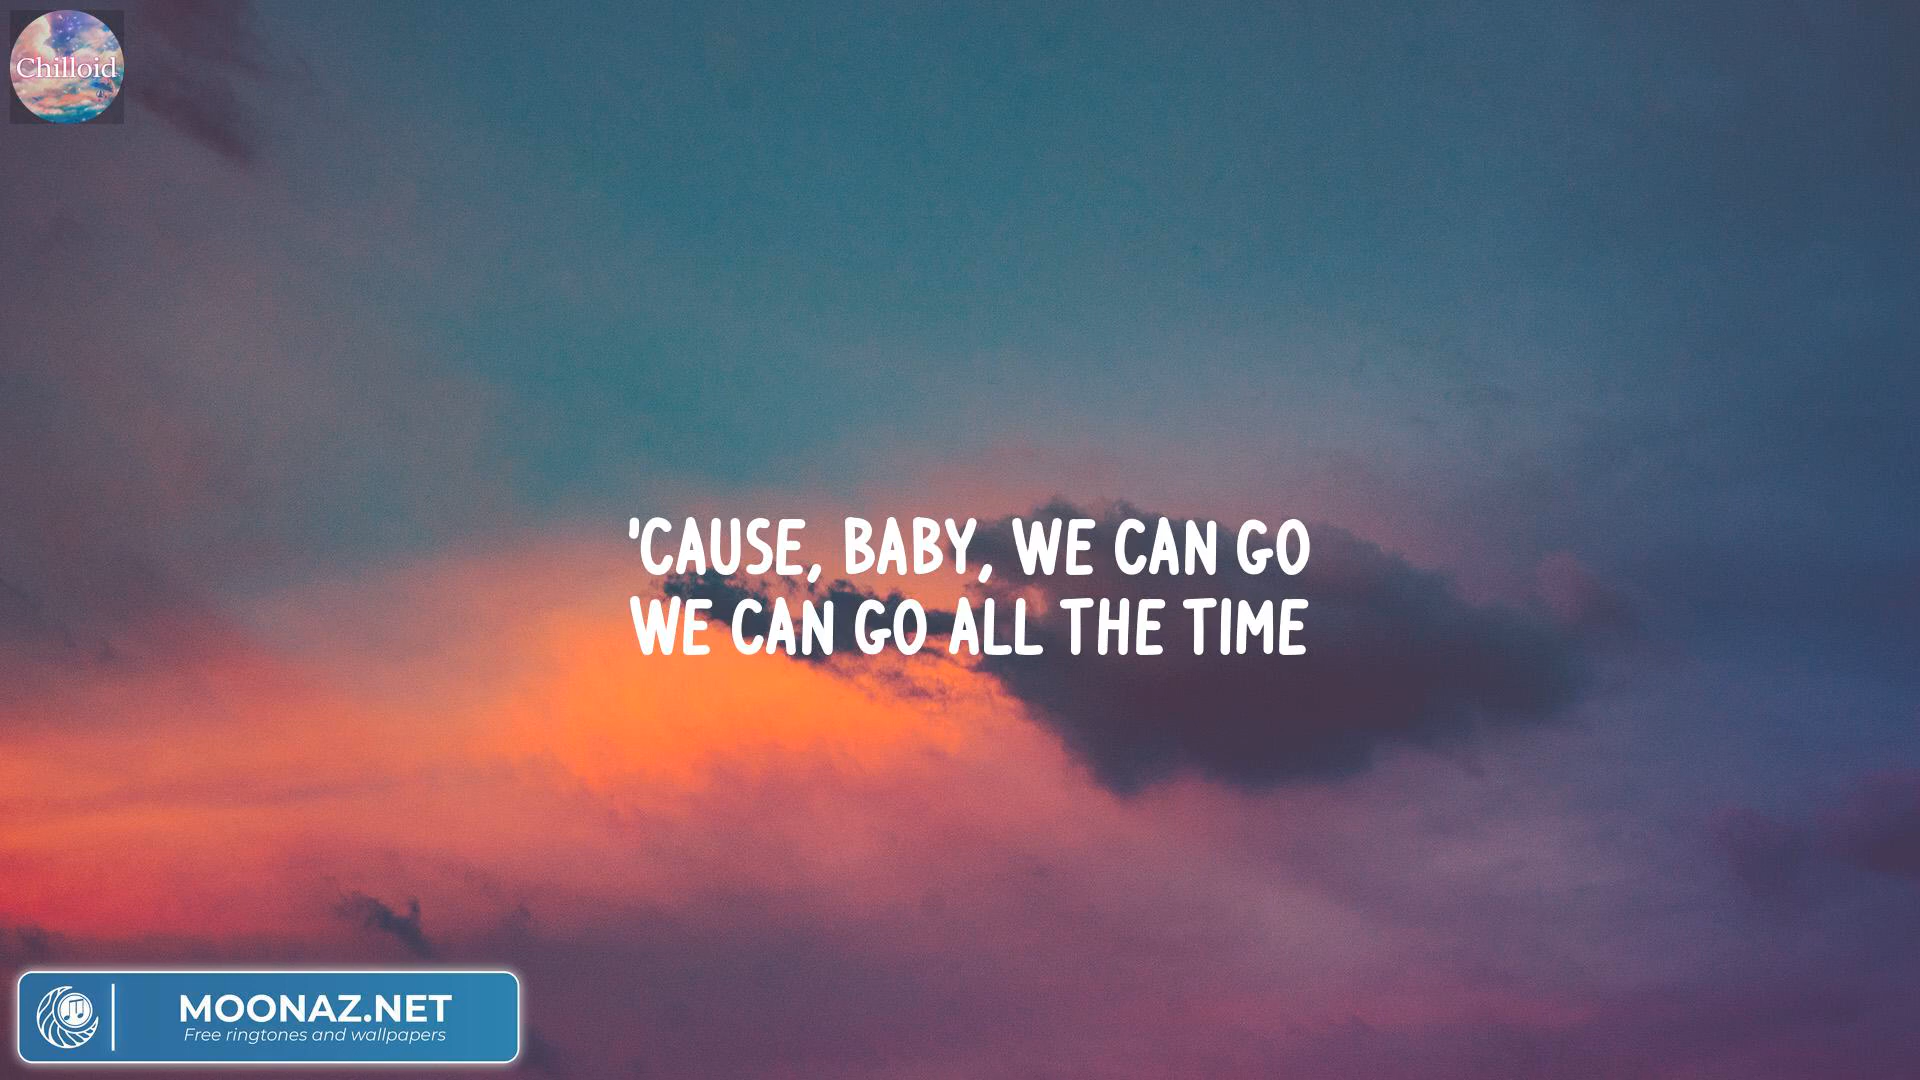 Chilloid
'CAUSE, BABY, WE CAN GO
WE CAN GO ALL THE TIME
MOONAZ.NET
Free ringtones and wallpapers